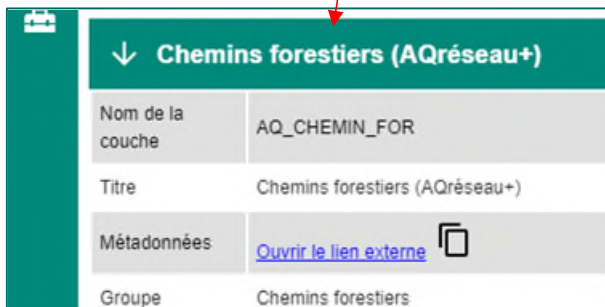 Chemins forestiers (AQréseau+)
Nom de la
couche
AQ_CHEMIN_FOR
Titre
Chemins forestiers (AQréseau+)
Métadonnées
Ouvrir le lien externe
Groupe
Chemins forestiers